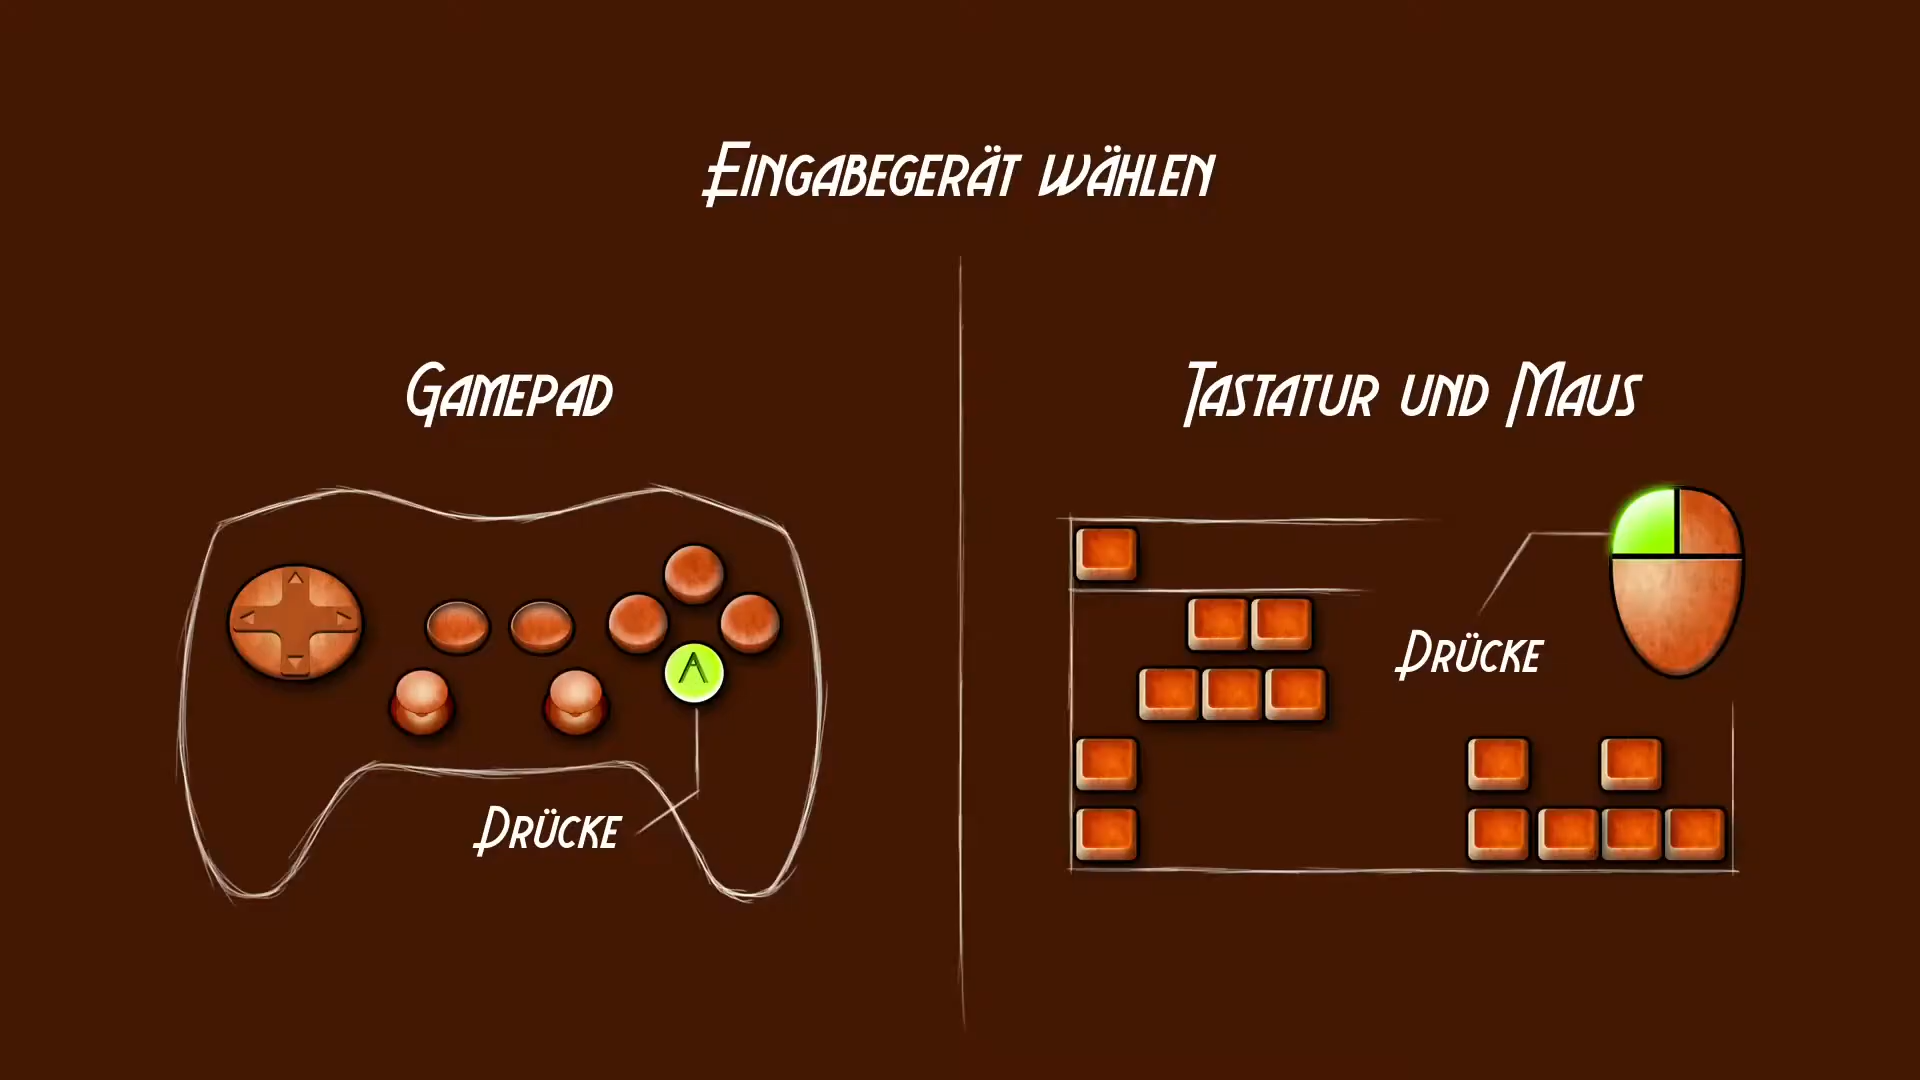 Eingabegerät wählen
Gamepad
Tastatur und Maus
A
Drücke
Drücke